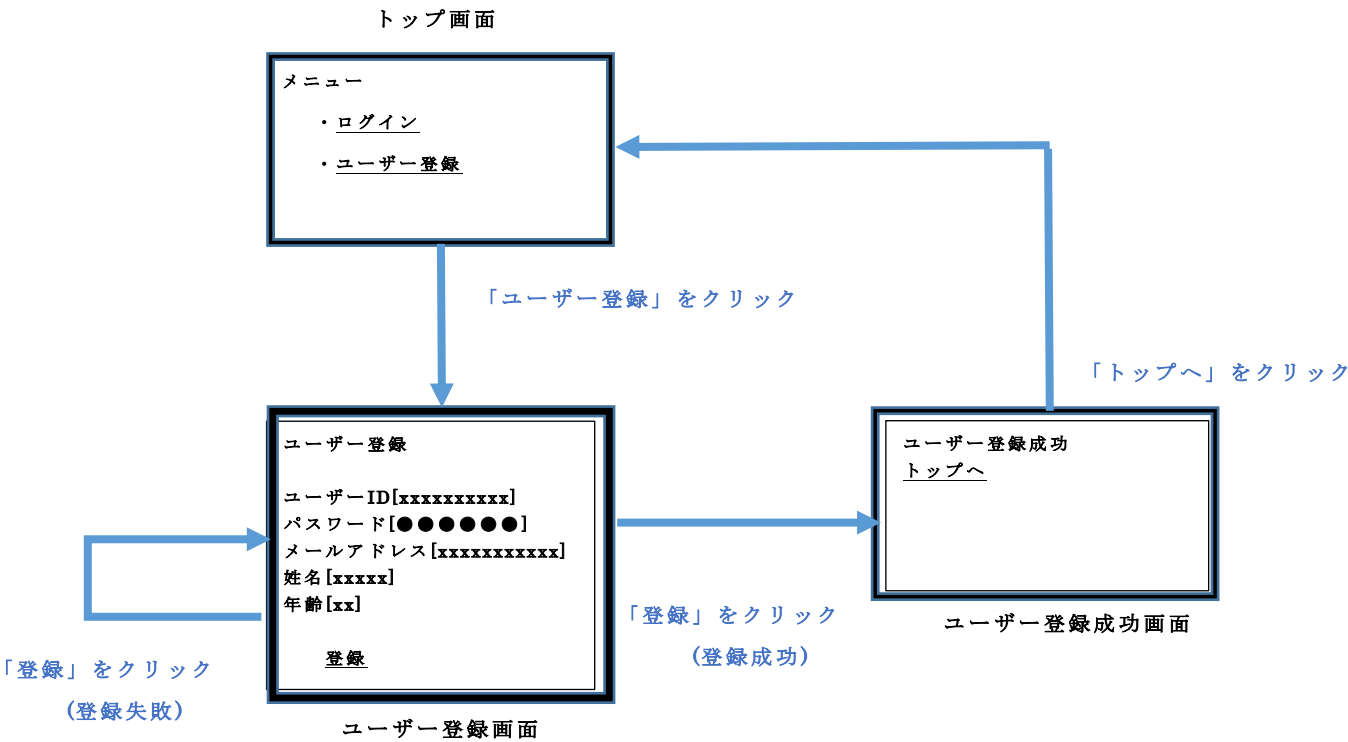 トップ画面
メニュー
・ログイン
・ユーザー登録
「ユーザー登録」をクリック
「トップへ」をクリック
ユーザー登録
ユーザーID[xxxxxxxxxx]
パスワード[●●●●●●]
メールアドレス[xxxxxxxxxxx]
姓名[xxxxx]
年齢[xx]
登録
ユーザー登録画面
「登録」をクリック
(登録失敗)
「登録」をクリック
(登録成功)
ユーザー登録成功
トップへ
ユーザー登録成功画面